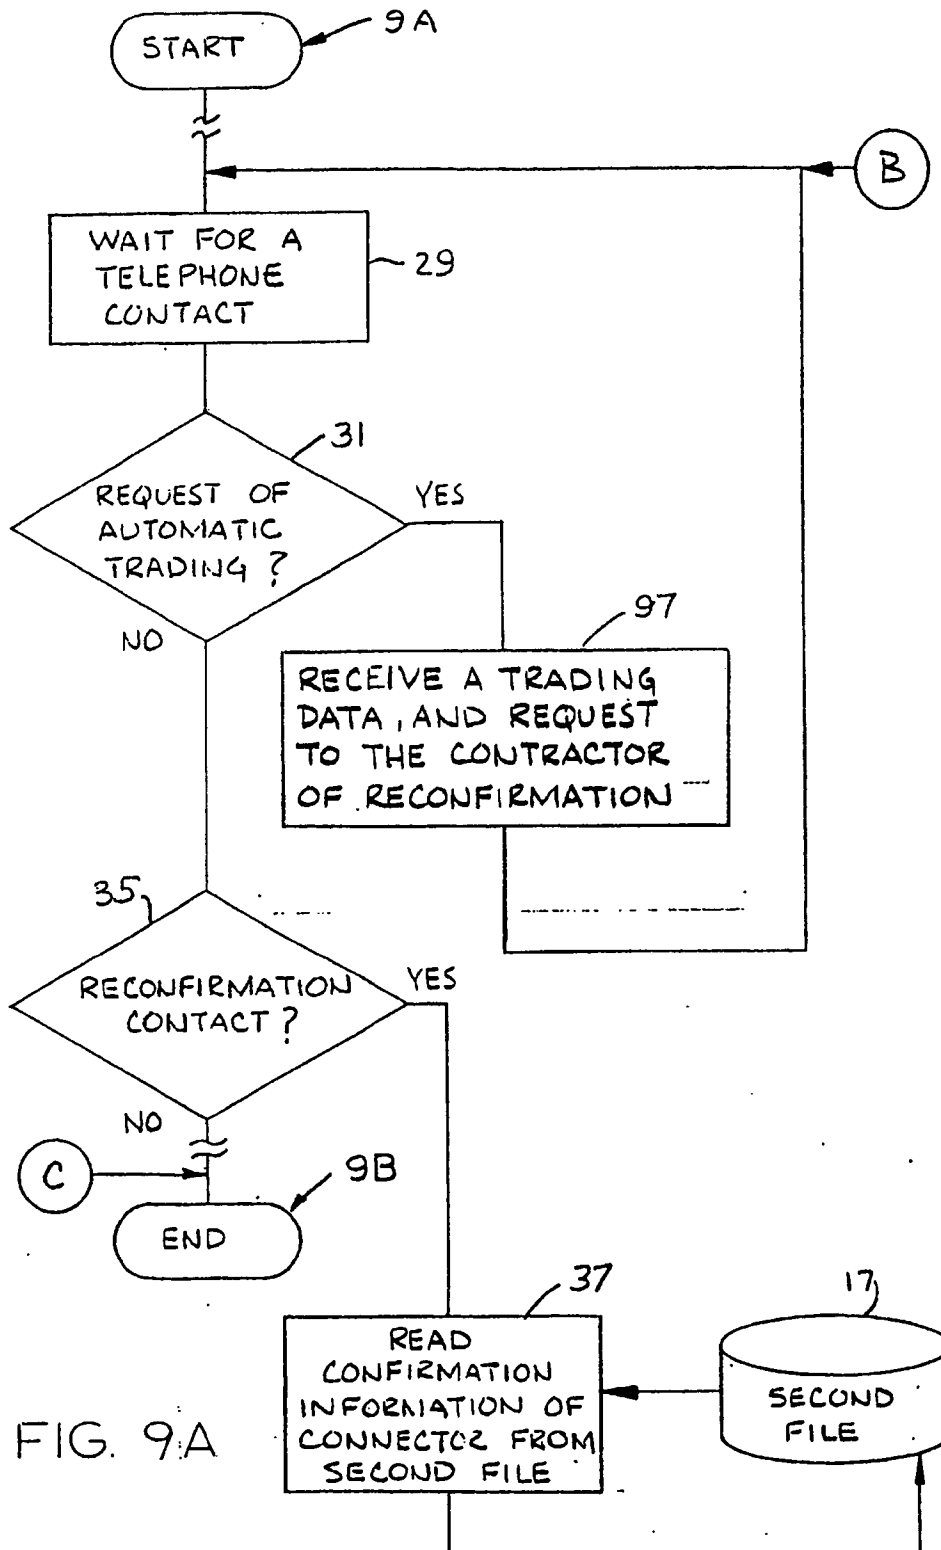 START
9A
B
WAIT FOR A
TELEPHONE
CONTACT
29
31
REQUEST OF
AUTOMATIC
TRADING ?
YES
NO
97
RECEIVE A TRADING
DATA, AND REQUEST
TO THE CONTRACTOR
OF RECONFIRMATION
35
RECONFIRMATION
CONTACT ?
YES
NO
C
9B
END
37
READ
CONFIRMATION
INFORMATION OF
CONNECTOR FROM
SECOND FILE
17
SECOND
FILE
FIG. 9A